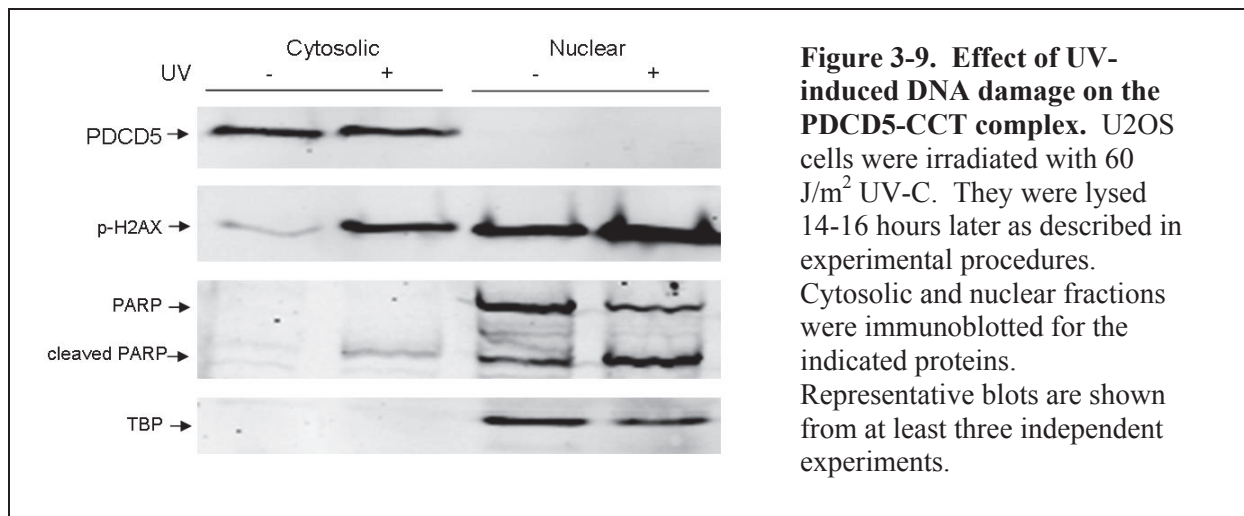 Cytosolic Nuclear
UV - + - +
PDCD5
p-H2AX
PARP
cleaved PARP
TBP
Figure 3-9. Effect of UV-
induced DNA damage on the
PDCD5-CCT complex. U2OS
cells were irradiated with 60
J/m² UV-C. They were lysed
14-16 hours later as described in
experimental procedures.
Cytosolic and nuclear fractions
were immunoblotted for the
indicated proteins.
Representative blots are shown
from at least three independent
experiments.